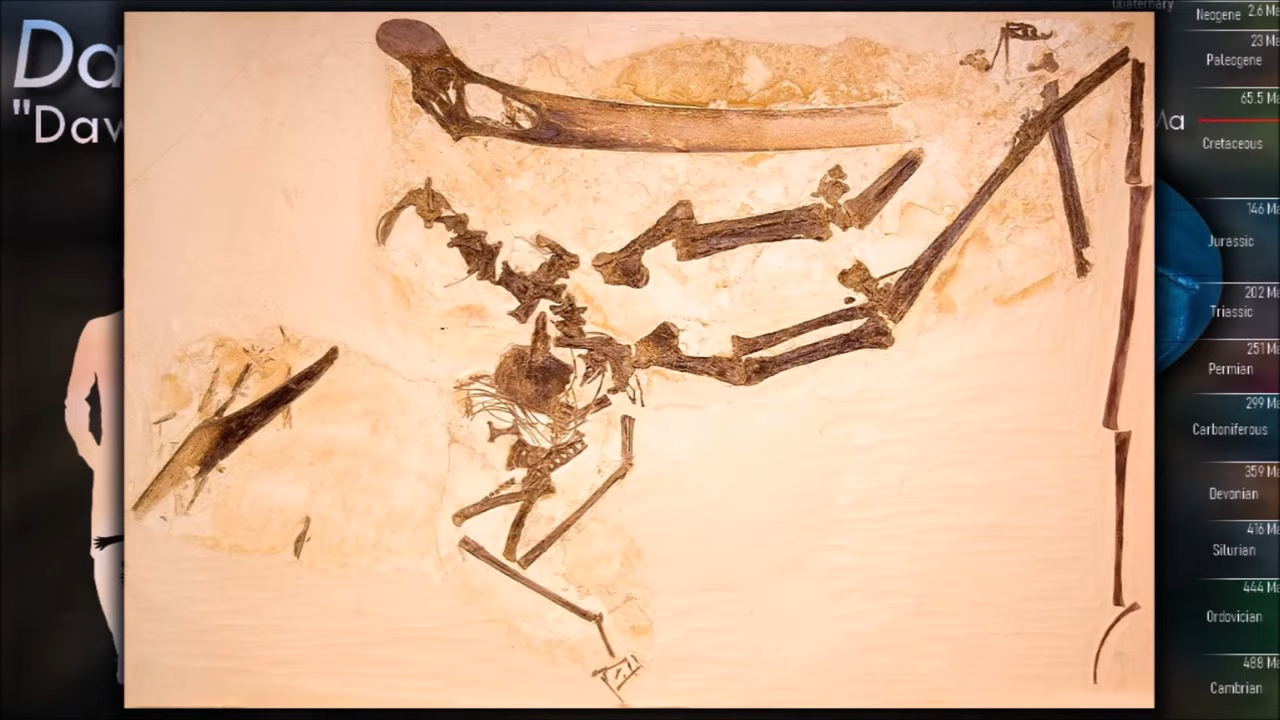 Da
"Dav
Quaternary
Neogene 2.6 Ma
23 Ma
Paleogene
65.5 Ma
Ma
Cretaceous
146 Ma
Jurassic
202 Ma
Triassic
251 Ma
Permian
299 Ma
Carboniferous
359 Ma
Devonian
416 Ma
Silurian
444 Ma
Ordovician
488 Ma
Cambrian